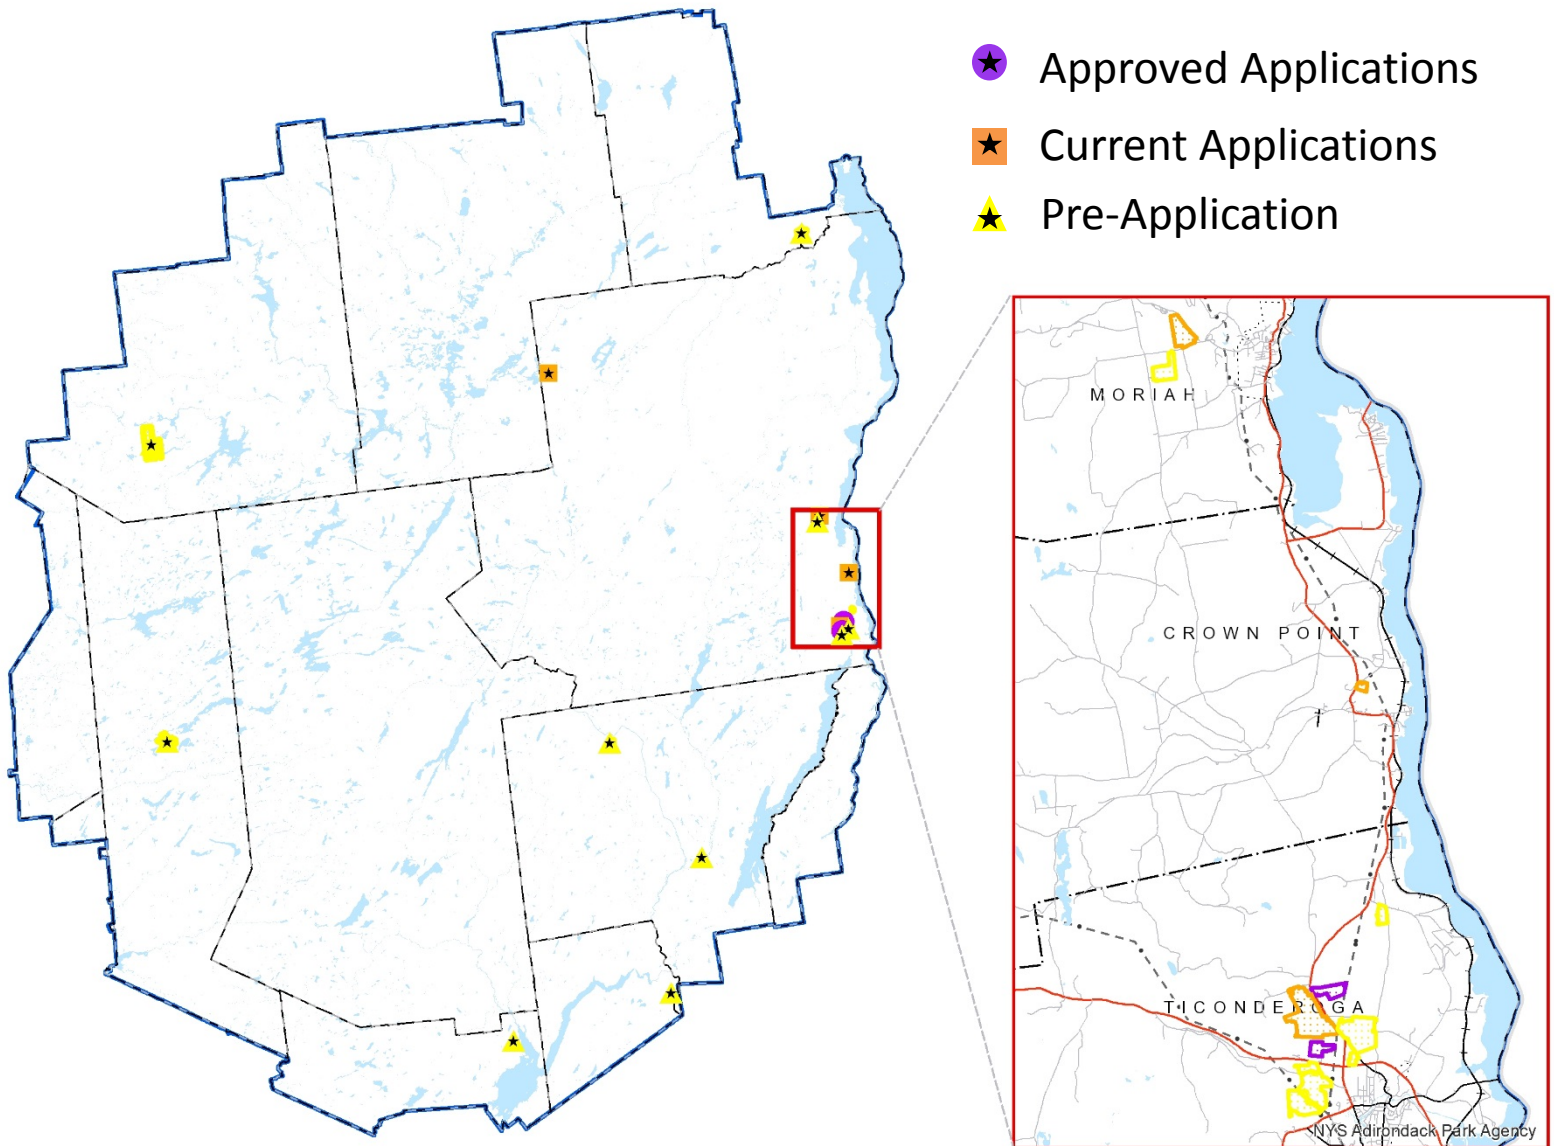 Approved Applications
Current Applications
Pre-Application
MORIAH
CROWN POINT
TICONDEROGA
NYS Adirondack Park Agency